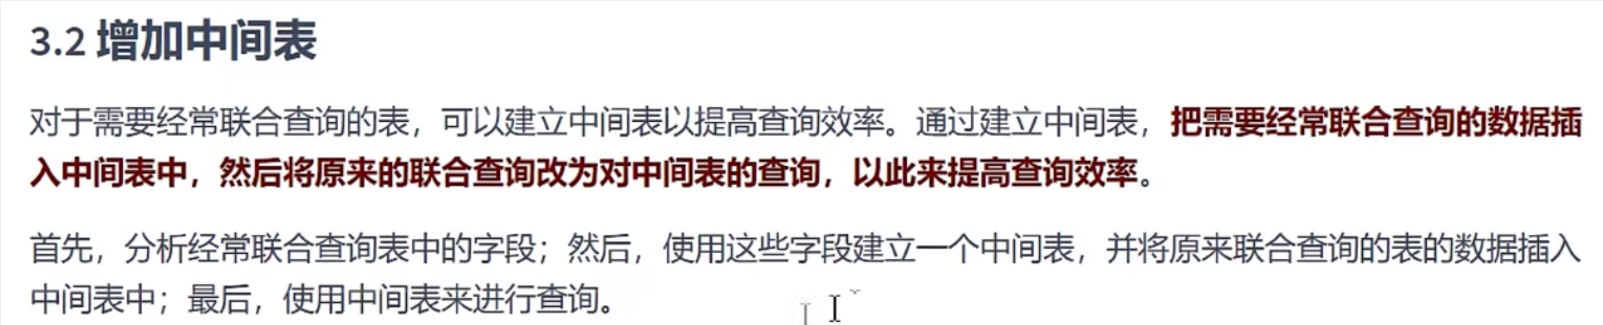 3.2 增加中间表
对于需要经常联合查询的表，可以建立中间表以提高查询效率。通过建立中间表，把需要经常联合查询的数据插
入中间表中，然后将原来的联合查询改为对中间表的查询，以此来提高查询效率。
首先，分析经常联合查询表中的字段；然后，使用这些字段建立一个中间表，并将原来联合查询的表的数据插入
中间表中；最后，使用中间表来进行查询。